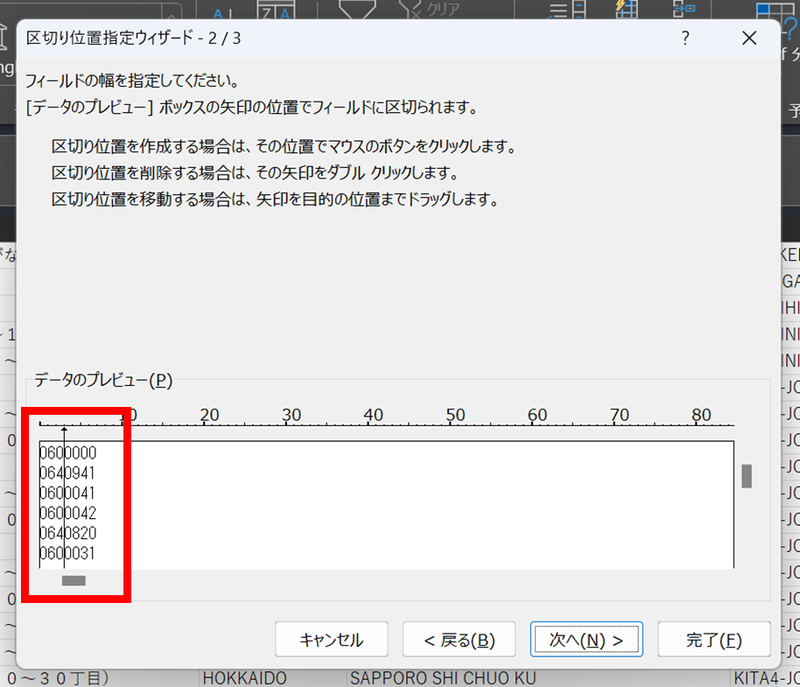 クリア
区切り位置指定ウィザード - 2 / 3
?
フィールドの幅を指定してください。
[データのプレビュー] ボックスの矢印の位置でフィールドに区切られます。
区切り位置を作成する場合は、その位置でマウスのボタンをクリックします。
区切り位置を削除する場合は、その矢印をダブル クリックします。
区切り位置を移動する場合は、矢印を目的の位置までドラッグします。
データのプレビュー(P)
20 30 40 50 60 70 80
0600000
0640941
0600041
0600042
0640820
0600031
キャンセル
< 戻る(B)
次へ(N) >
完了(F)
0～３０丁目） HOKKAIDO SAPPORO SHI CHUO KU KITA4-JO